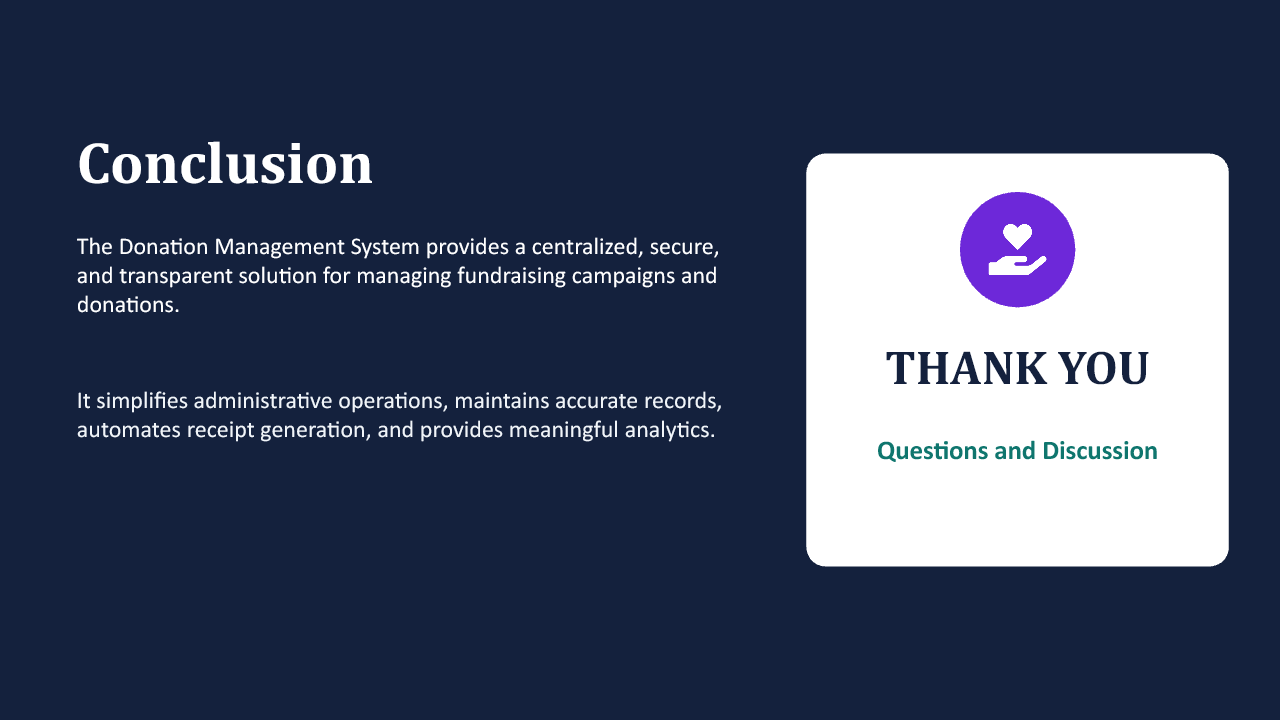 Conclusion
The Donation Management System provides a centralized, secure,
and transparent solution for managing fundraising campaigns and
donations.
It simplifies administrative operations, maintains accurate records,
automates receipt generation, and provides meaningful analytics.
THANK YOU
Questions and Discussion